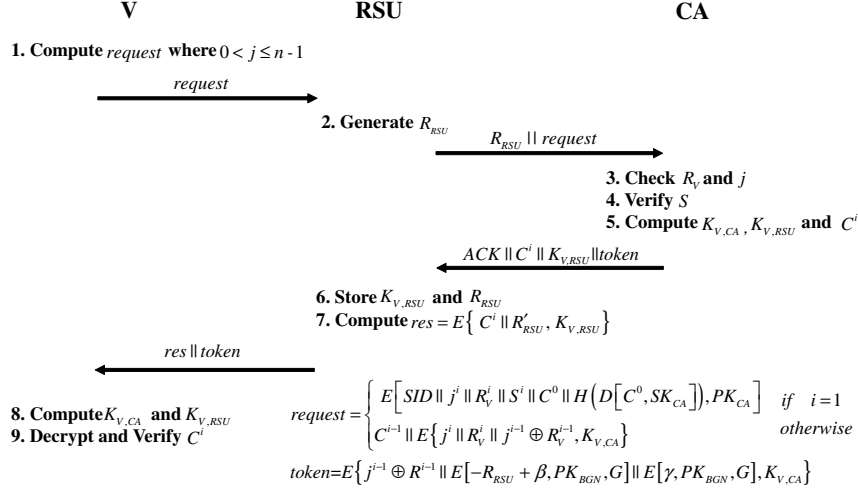 V RSU CA
1. Compute request where 0 < j ≤ n - 1
request
2. Generate R_RSU
R_RSU || request
3. Check R_V and j
4. Verify S
5. Compute K_V,CA , K_V,RSU and C^i
ACK || C^i || K_V,RSU || token
6. Store K_V,RSU and R_RSU
7. Compute res = E{ C^i || R′_RSU , K_V,RSU }
res || token
8. Compute K_V,CA and K_V,RSU
9. Decrypt and Verify C^i
request = { E[ SID || j^i || R_V^i || S^i || C^0 || H( D[ C^0, SK_CA ] ), PK_CA ] if i = 1
C^i-1 || E{ j^i || R_V^i || j^i-1 ⊕ R_V^i-1, K_V,CA } otherwise
token=E{ j^i-1 ⊕ R^i-1 || E[-R_RSU + β, PK_BGN, G] || E[γ, PK_BGN, G], K_V,CA }